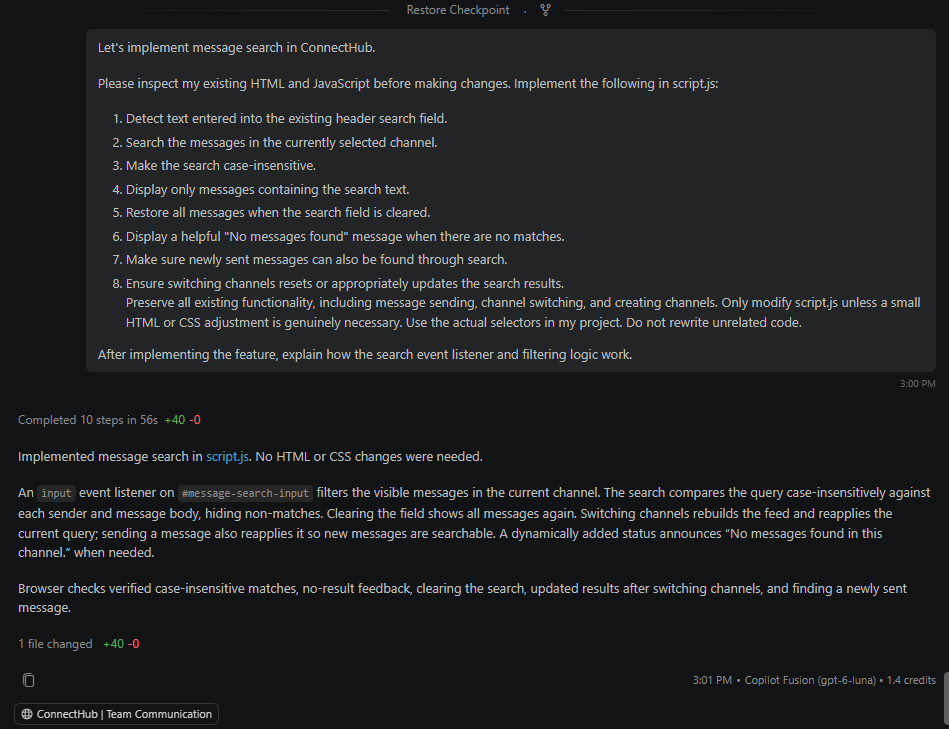 Restore Checkpoint ·
Let's implement message search in ConnectHub.
Please inspect my existing HTML and JavaScript before making changes. Implement the following in script.js:
1. Detect text entered into the existing header search field.
2. Search the messages in the currently selected channel.
3. Make the search case-insensitive.
4. Display only messages containing the search text.
5. Restore all messages when the search field is cleared.
6. Display a helpful "No messages found" message when there are no matches.
7. Make sure newly sent messages can also be found through search.
8. Ensure switching channels resets or appropriately updates the search results.
Preserve all existing functionality, including message sending, channel switching, and creating channels. Only modify script.js unless a small
HTML or CSS adjustment is genuinely necessary. Use the actual selectors in my project. Do not rewrite unrelated code.
After implementing the feature, explain how the search event listener and filtering logic work.
3:00 PM
Completed 10 steps in 56s +40 -0
Implemented message search in script.js. No HTML or CSS changes were needed.
An input event listener on #message-search-input filters the visible messages in the current channel. The search compares the query case-insensitively against
each sender and message body, hiding non-matches. Clearing the field shows all messages again. Switching channels rebuilds the feed and reapplies the
current query; sending a message also reapplies it so new messages are searchable. A dynamically added status announces “No messages found in this
channel.” when needed.
Browser checks verified case-insensitive matches, no-result feedback, clearing the search, updated results after switching channels, and finding a newly sent
message.
1 file changed +40 -0
3:01 PM • Copilot Fusion (gpt-6-luna) • 1.4 credits
ConnectHub | Team Communication